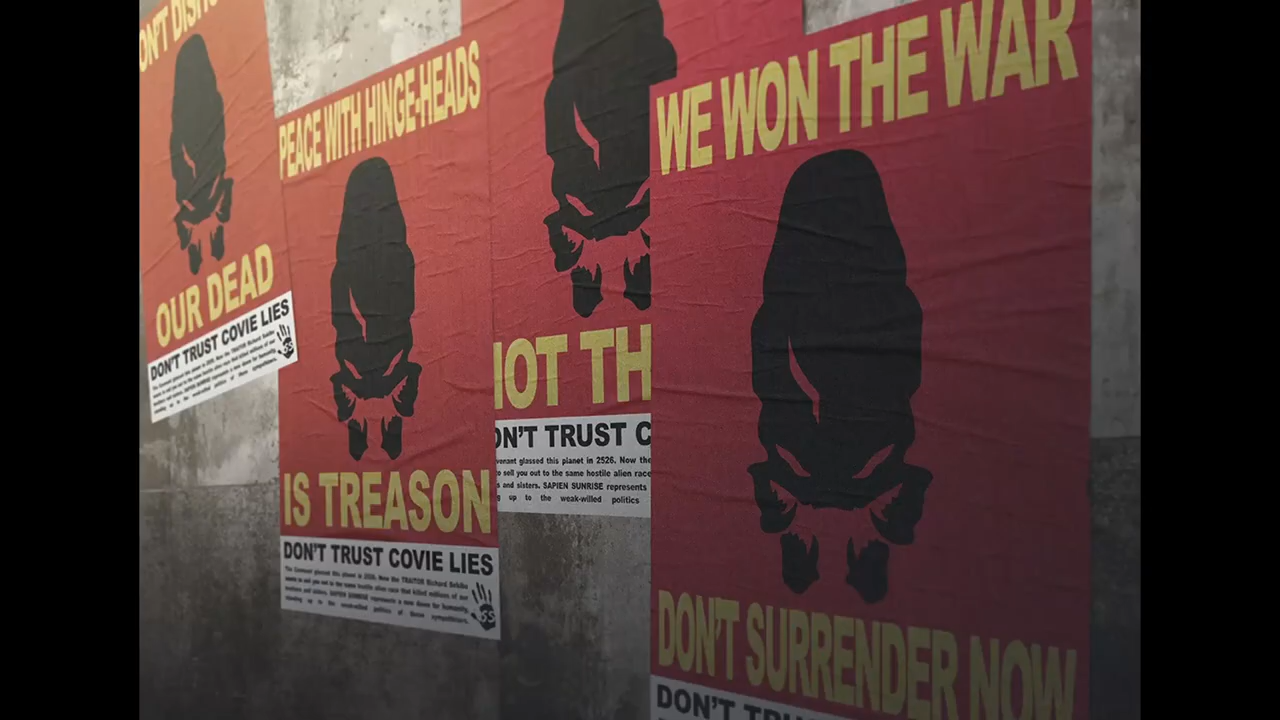 ON'T DISHO
OUR DEAD
DON'T TRUST COVIE LIES
PEACE WITH HINGE-HEADS
IS TREASON
DON'T TRUST COVIE LIES
The Covenant glassed this planet in 2526. Now the TRAITOR Richard Sekibo
wants to sell you out to the same hostile alien race that killed millions of our
brothers and sisters. SAPIEN SUNRISE represents a new dawn for humanity,
standing up to the weak-willed politics of these sympathizers.
SS
NOT TH
ON'T TRUST C
venant glassed this planet in 2526. Now the
o sell you out to the same hostile alien race
s and sisters. SAPIEN SUNRISE represents
g up to the weak-willed politics
WE WON THE WAR
DON'T SURRENDER NOW
DON'T TRU